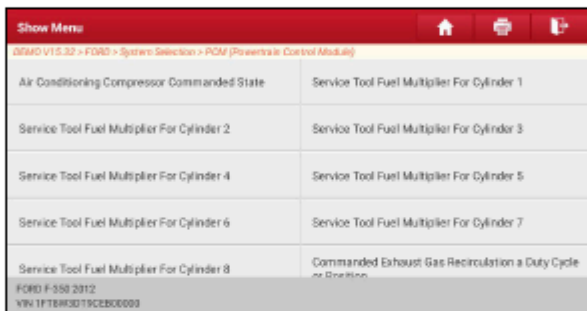 Show Menu
DEMO V15.32 > FORD > System Selection > PCM (Powertrain Control Module)
Air Conditioning Compressor Commanded State
Service Tool Fuel Multiplier For Cylinder 1
Service Tool Fuel Multiplier For Cylinder 2
Service Tool Fuel Multiplier For Cylinder 3
Service Tool Fuel Multiplier For Cylinder 4
Service Tool Fuel Multiplier For Cylinder 5
Service Tool Fuel Multiplier For Cylinder 6
Service Tool Fuel Multiplier For Cylinder 7
Service Tool Fuel Multiplier For Cylinder 8
Commanded Exhaust Gas Recirculation a Duty Cycle
or Position
FORD F-350 2012
VIN